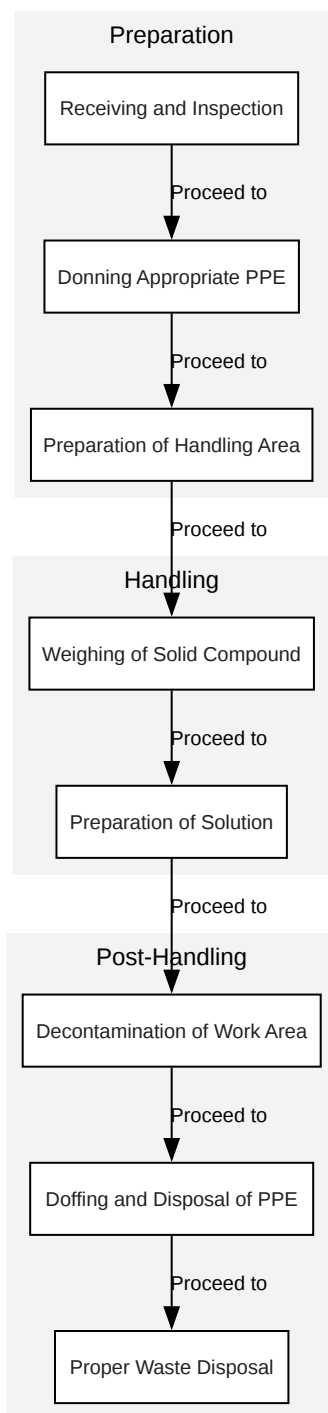 Preparation
Receiving and Inspection
Proceed to
Donning Appropriate PPE
Proceed to
Preparation of Handling Area
Proceed to
Handling
Weighing of Solid Compound
Proceed to
Preparation of Solution
Proceed to
Post-Handling
Decontamination of Work Area
Proceed to
Doffing and Disposal of PPE
Proceed to
Proper Waste Disposal